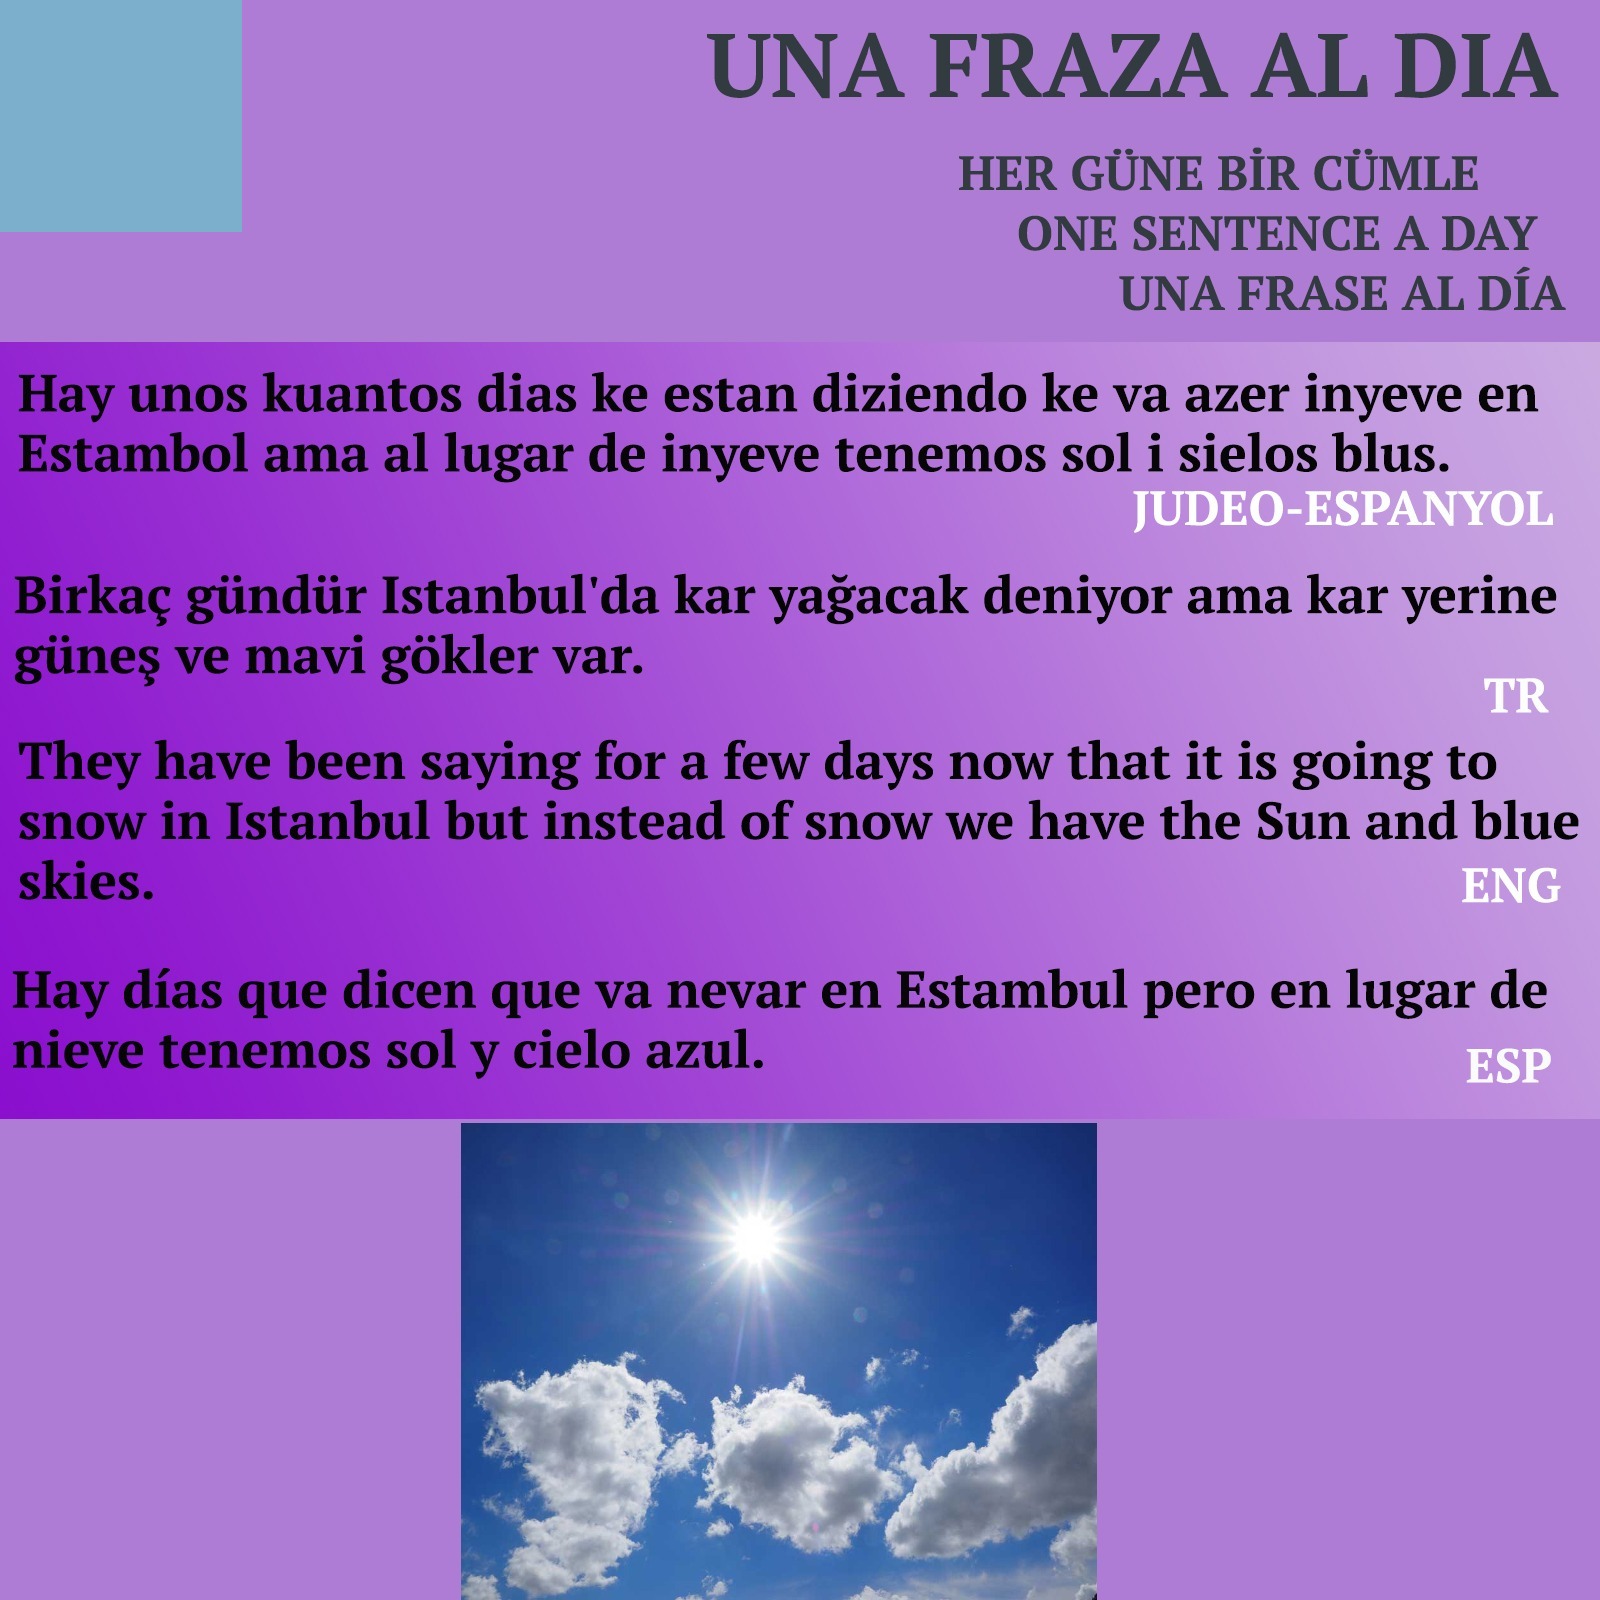 UNA FRAZA AL DIA
HER GÜNE BİR CÜMLE
ONE SENTENCE A DAY
UNA FRASE AL DÍA
Hay unos kuantos dias ke estan diziendo ke va azer inyeve en
Estambol ama al lugar de inyeve tenemos sol i sielos blus.
JUDEO-ESPANYOL
Birkaç gündür Istanbul'da kar yağacak deniyor ama kar yerine
güneş ve mavi gökler var.
TR
They have been saying for a few days now that it is going to
snow in Istanbul but instead of snow we have the Sun and blue
skies.
ENG
Hay días que dicen que va nevar en Estambul pero en lugar de
nieve tenemos sol y cielo azul.
ESP